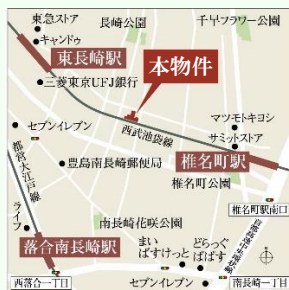 東急ストア
キャンドゥ
長崎公園
千早フラワー公園
東長崎駅
本物件
三菱東京UFJ銀行
マツモトキヨシ
サミットストア
セブンイレブン
西武池袋線
都営大江戸線
豊島南長崎郵便局
椎名町駅
椎名町公園
ライフ
南長崎花咲公園
椎名町駅南口
落合南長崎駅
まい
ばすけっと
どらっぐ
ぱぱす
西落合一丁目
セブンイレブン
南長崎一丁目